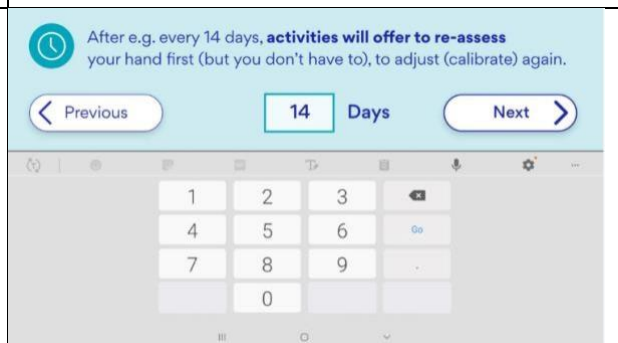 After e.g. every 14 days, activities will offer to re-assess
your hand first (but you don't have to), to adjust (calibrate) again.
Previous
14 Days
Next
1 2 3
4 5 6 Go
7 8 9 .
0